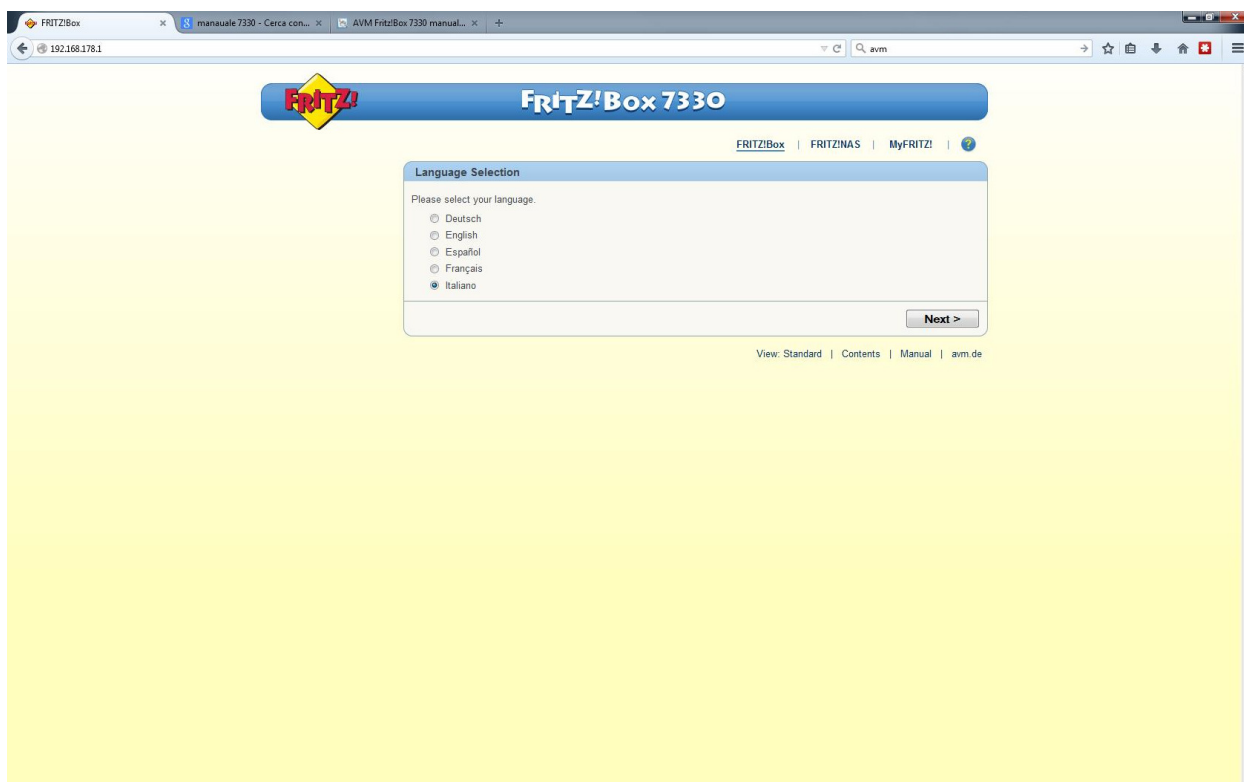 FRITZ!Box
manauale 7330 - Cerca con...
AVM Fritz!Box 7330 manual...
192.168.178.1
avm
FRITZ!
FRITZ!Box 7330
FRITZ!Box | FRITZ!NAS | MyFRITZ! | ?
Language Selection
Please select your language.
Deutsch
English
Español
Français
Italiano
Next >
View: Standard | Contents | Manual | avm.de